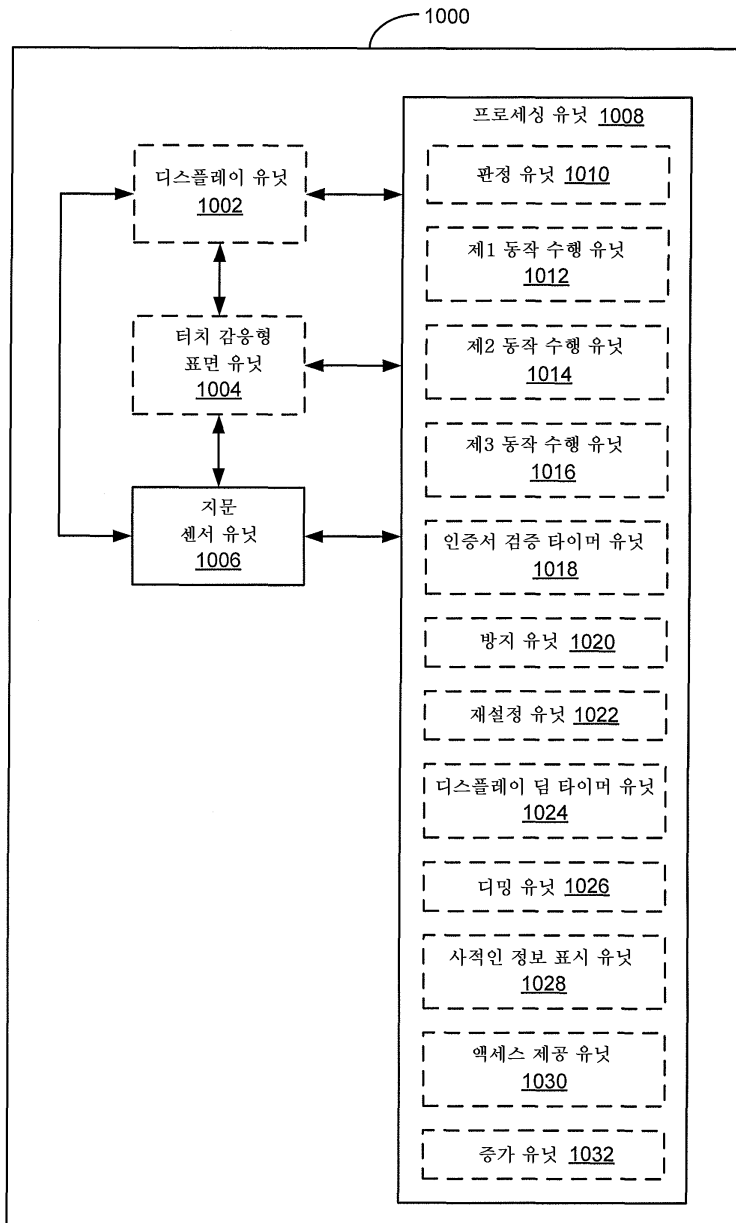 1000
프로세싱 유닛 1008
디스플레이 유닛
1002
터치 감응형
표면 유닛
1004
지문
센서 유닛
1006
판정 유닛 1010
제1 동작 수행 유닛
1012
제2 동작 수행 유닛
1014
제3 동작 수행 유닛
1016
인증서 검증 타이머 유닛
1018
방지 유닛 1020
재설정 유닛 1022
디스플레이 딤 타이머 유닛
1024
디밍 유닛 1026
사적인 정보 표시 유닛
1028
액세스 제공 유닛
1030
증가 유닛 1032